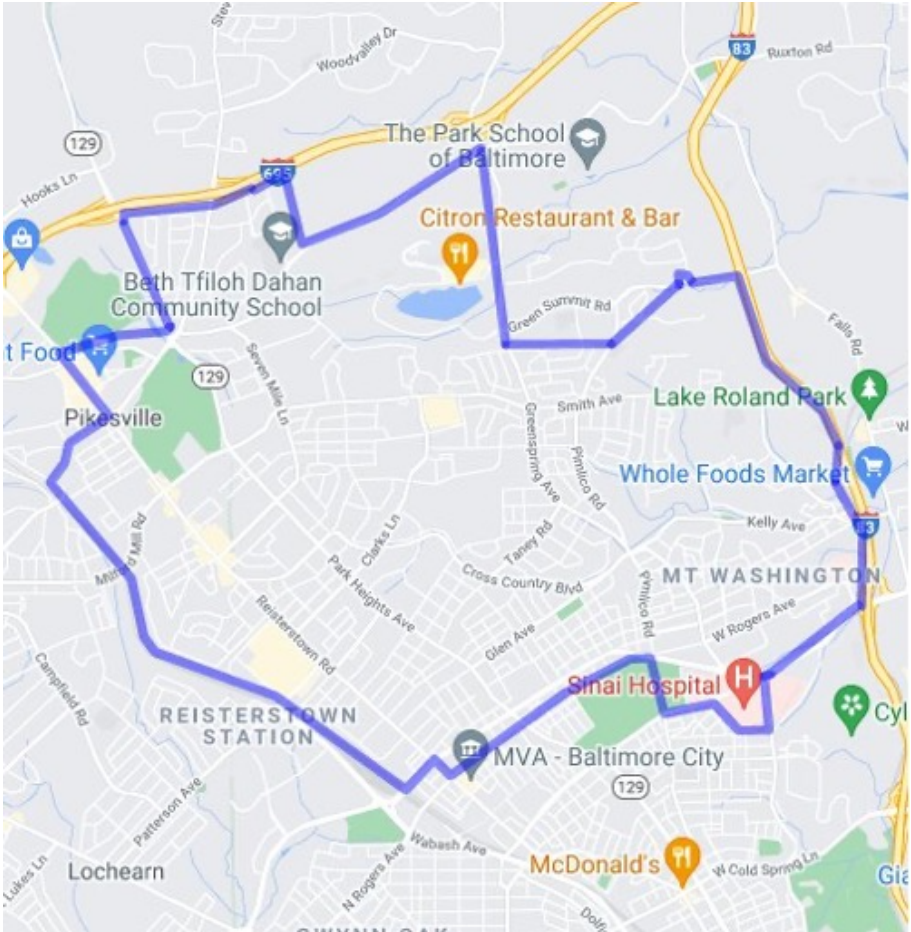 Stev
Woodvalley Dr
83
Ruxton Rd
129
The Park School
of Baltimore
695
Hooks Ln
Citron Restaurant & Bar
Beth Tfiloh Dahan
Community School
Green Summit Rd
Falls Rd
t Food
Seven Mile Ln
129
Smith Ave
Lake Roland Park
Pikesville
Greenspring Ave
W
Pimlico Rd
Whole Foods Market
Clarks Ln
Taney Rd
Kelly Ave
83
Milford Mill Rd
Park Heights Ave
Cross Country Blvd
Pimlico Rd
MT WASHINGTON
Reisterstown Rd
Glen Ave
W Rogers Ave
Campfield Rd
Sinai Hospital
H
REISTERSTOWN
STATION
Cyl
MVA - Baltimore City
129
Patterson Ave
Wabash Ave
Lochearn
N Rogers Ave
McDonald's
W Cold Spring Ln
Gia
Lukes Ln
Dolfi
GWYNN OAK